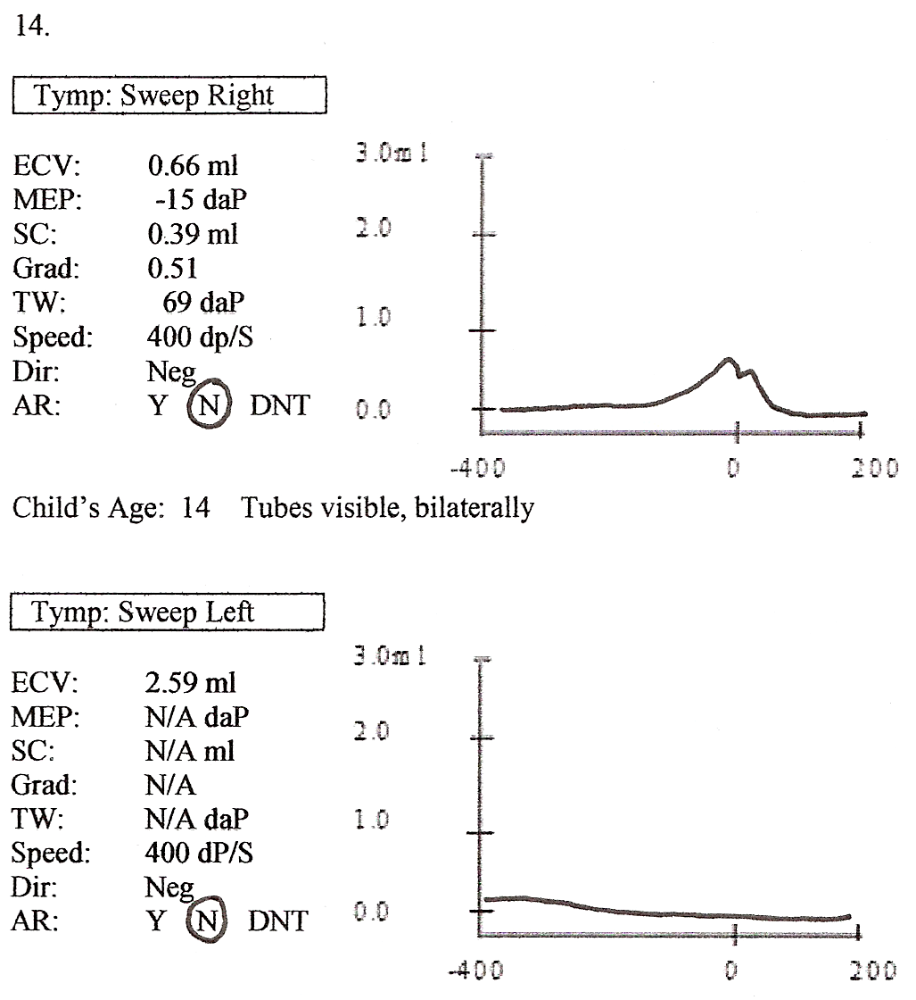 14.
Tymp: Sweep Right
ECV: 0.66 ml
MEP: -15 daP
SC: 0.39 ml
Grad: 0.51
TW: 69 daP
Speed: 400 dp/S
Dir: Neg
AR: Y N DNT
3.0ml
2.0
1.0
0.0
-400 0 200
Child's Age: 14 Tubes visible, bilaterally
Tymp: Sweep Left
ECV: 2.59 ml
MEP: N/A daP
SC: N/A ml
Grad: N/A
TW: N/A daP
Speed: 400 dP/S
Dir: Neg
AR: Y N DNT
3.0ml
2.0
1.0
0.0
-400 0 200